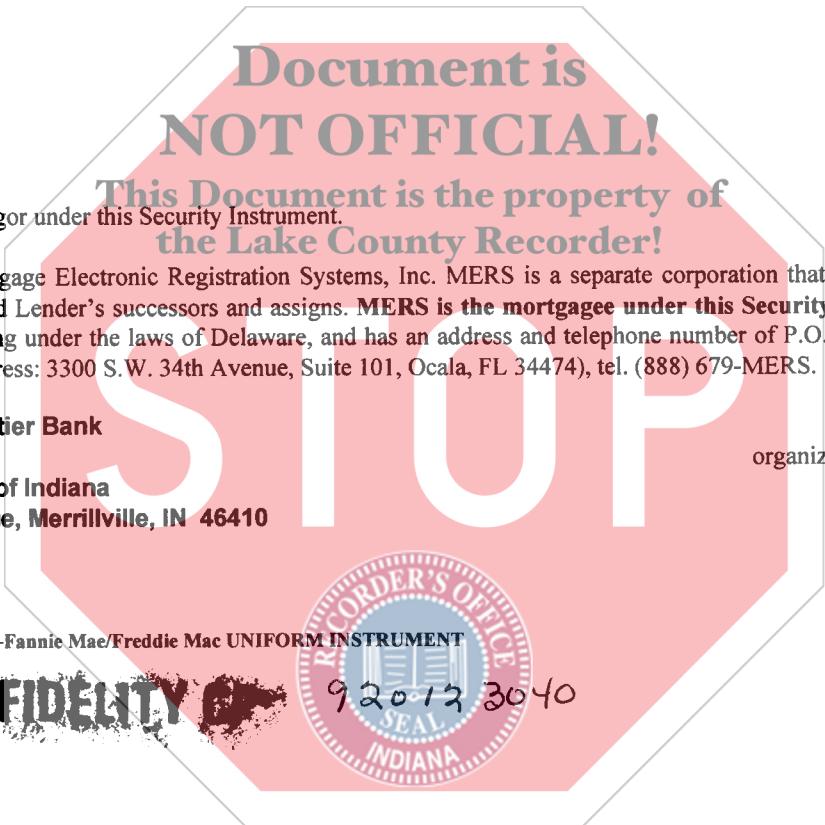 Document is
NOT OFFICIAL!
This Document is the property of
gor under this Security Instrument.
the Lake County Recorder!
gage Electronic Registration Systems, Inc. MERS is a separate corporation that
d Lender's successors and assigns. MERS is the mortgagee under this Security
ng under the laws of Delaware, and has an address and telephone number of P.O.
ress: 3300 S.W. 34th Avenue, Suite 101, Ocala, FL 34474), tel. (888) 679-MERS.
STOP
tier Bank
organiz
of Indiana
e, Merrillville, IN 46410
RECORDER'S OFFICE
SEAL
INDIANA
-Fannie Mae/Freddie Mac UNIFORM INSTRUMENT
FIDELITY
920123040